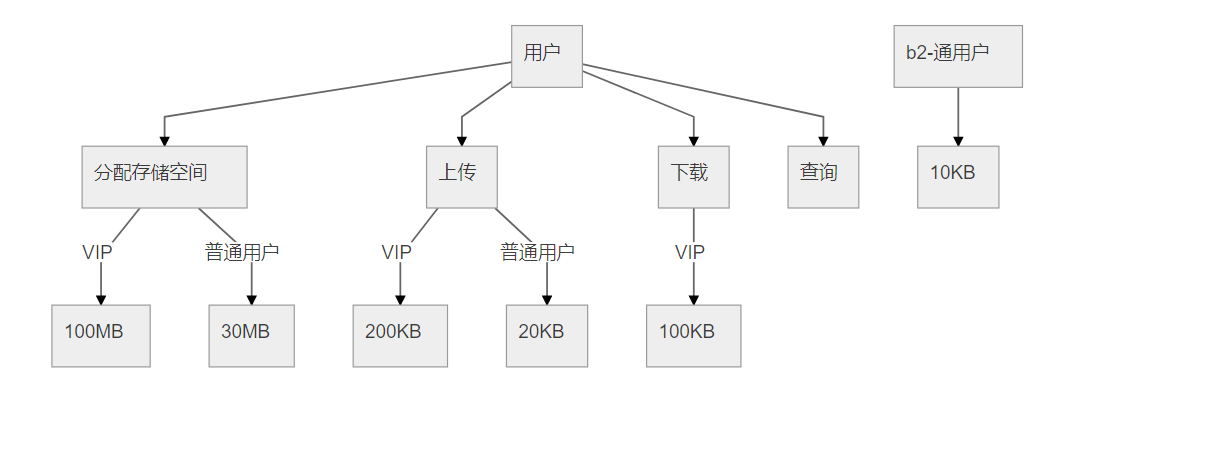 用户
b2-通用户
分配存储空间
上传
下载
查询
10KB
VIP
普通用户
VIP
普通用户
VIP
100MB
30MB
200KB
20KB
100KB